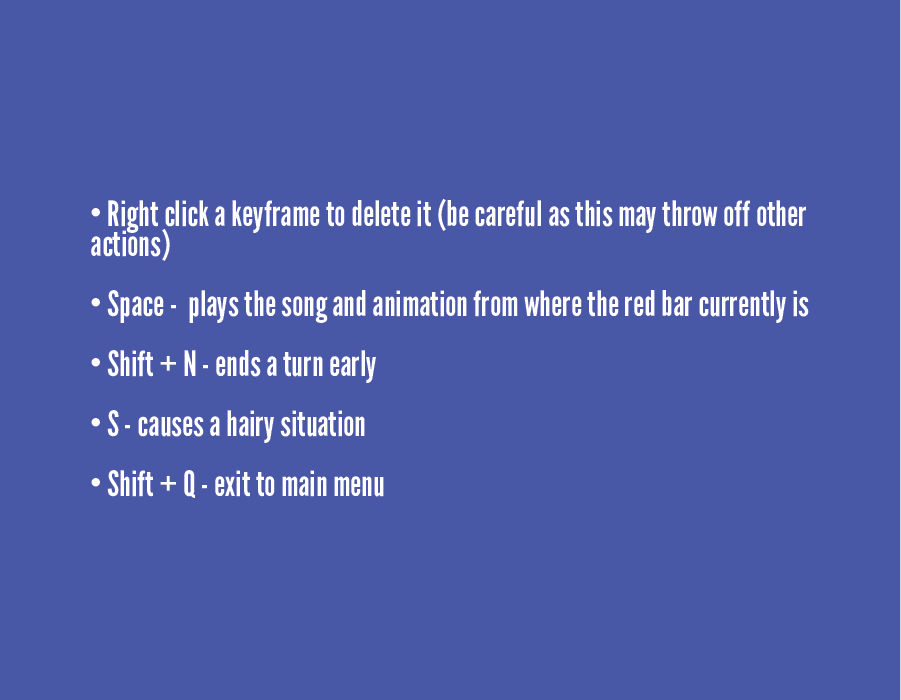 • Right click a keyframe to delete it (be careful as this may throw off other
actions)
• Space -  plays the song and animation from where the red bar currently is
• Shift + N - ends a turn early
• S - causes a hairy situation
• Shift + Q - exit to main menu